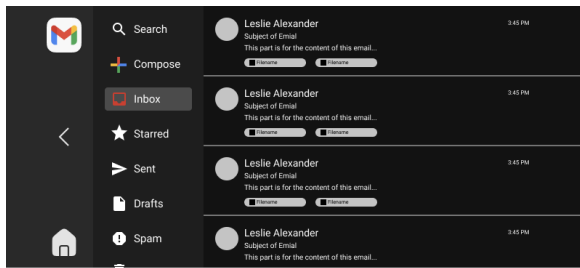 Search
Compose
Inbox
Starred
Sent
Drafts
Spam
Leslie Alexander
3:45 PM
Subject of Emial
This part is for the content of this email...
Filename Filename
Leslie Alexander
3:45 PM
Subject of Emial
This part is for the content of this email...
Filename Filename
Leslie Alexander
3:45 PM
Subject of Emial
This part is for the content of this email...
Filename Filename
Leslie Alexander
3:45 PM
Subject of Emial
This part is for the content of this email...